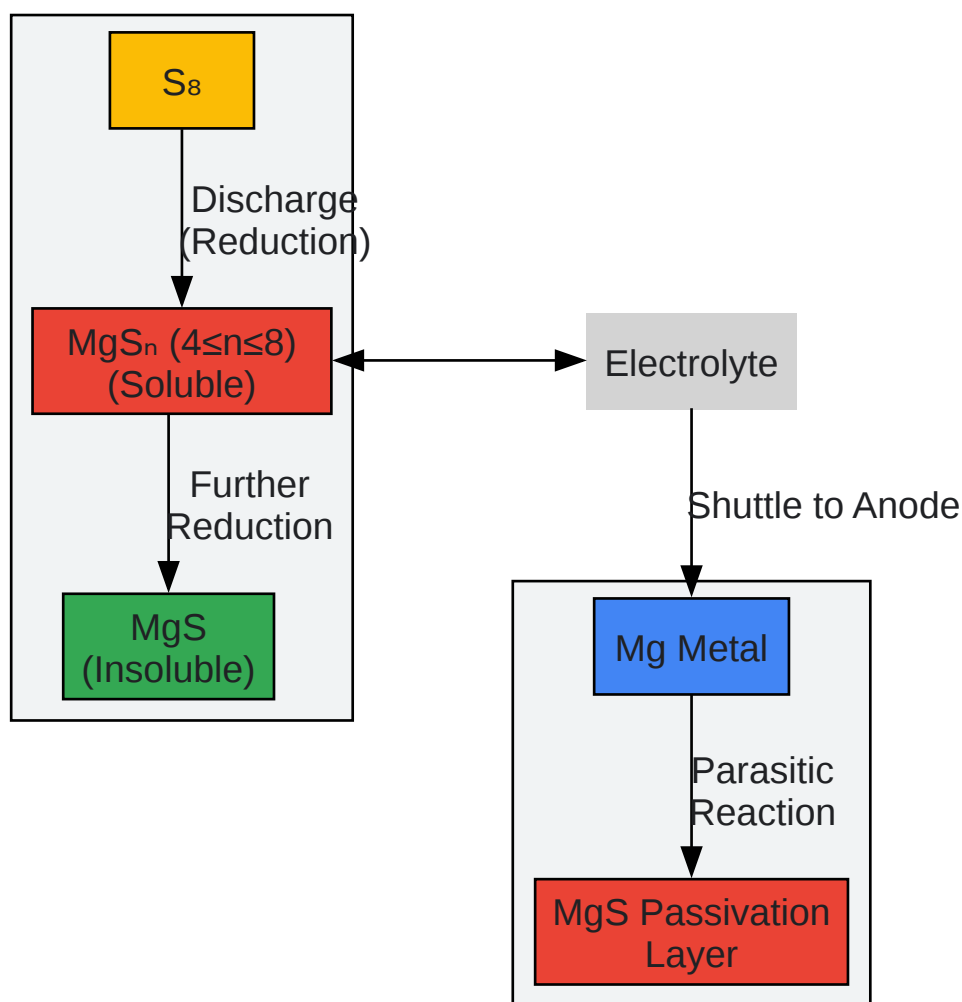 S₈
Discharge
(Reduction)
MgSₙ (4≤n≤8)
(Soluble)
Electrolyte
Further
Reduction
Shuttle to Anode
MgS
(Insoluble)
Mg Metal
Parasitic
Reaction
MgS Passivation
Layer